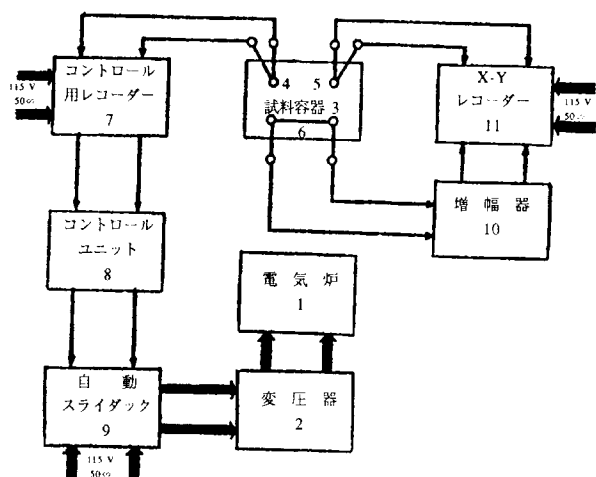 コントロール
用レコーダー
7
115 V
50∽
4 5
試料容器 3
6
X-Y
レコーダー
11
115 V
50∽
増幅器
10
コントロール
ユニット
8
電気炉
1
自動
スライダック
9
変圧器
2
115 V
50∽